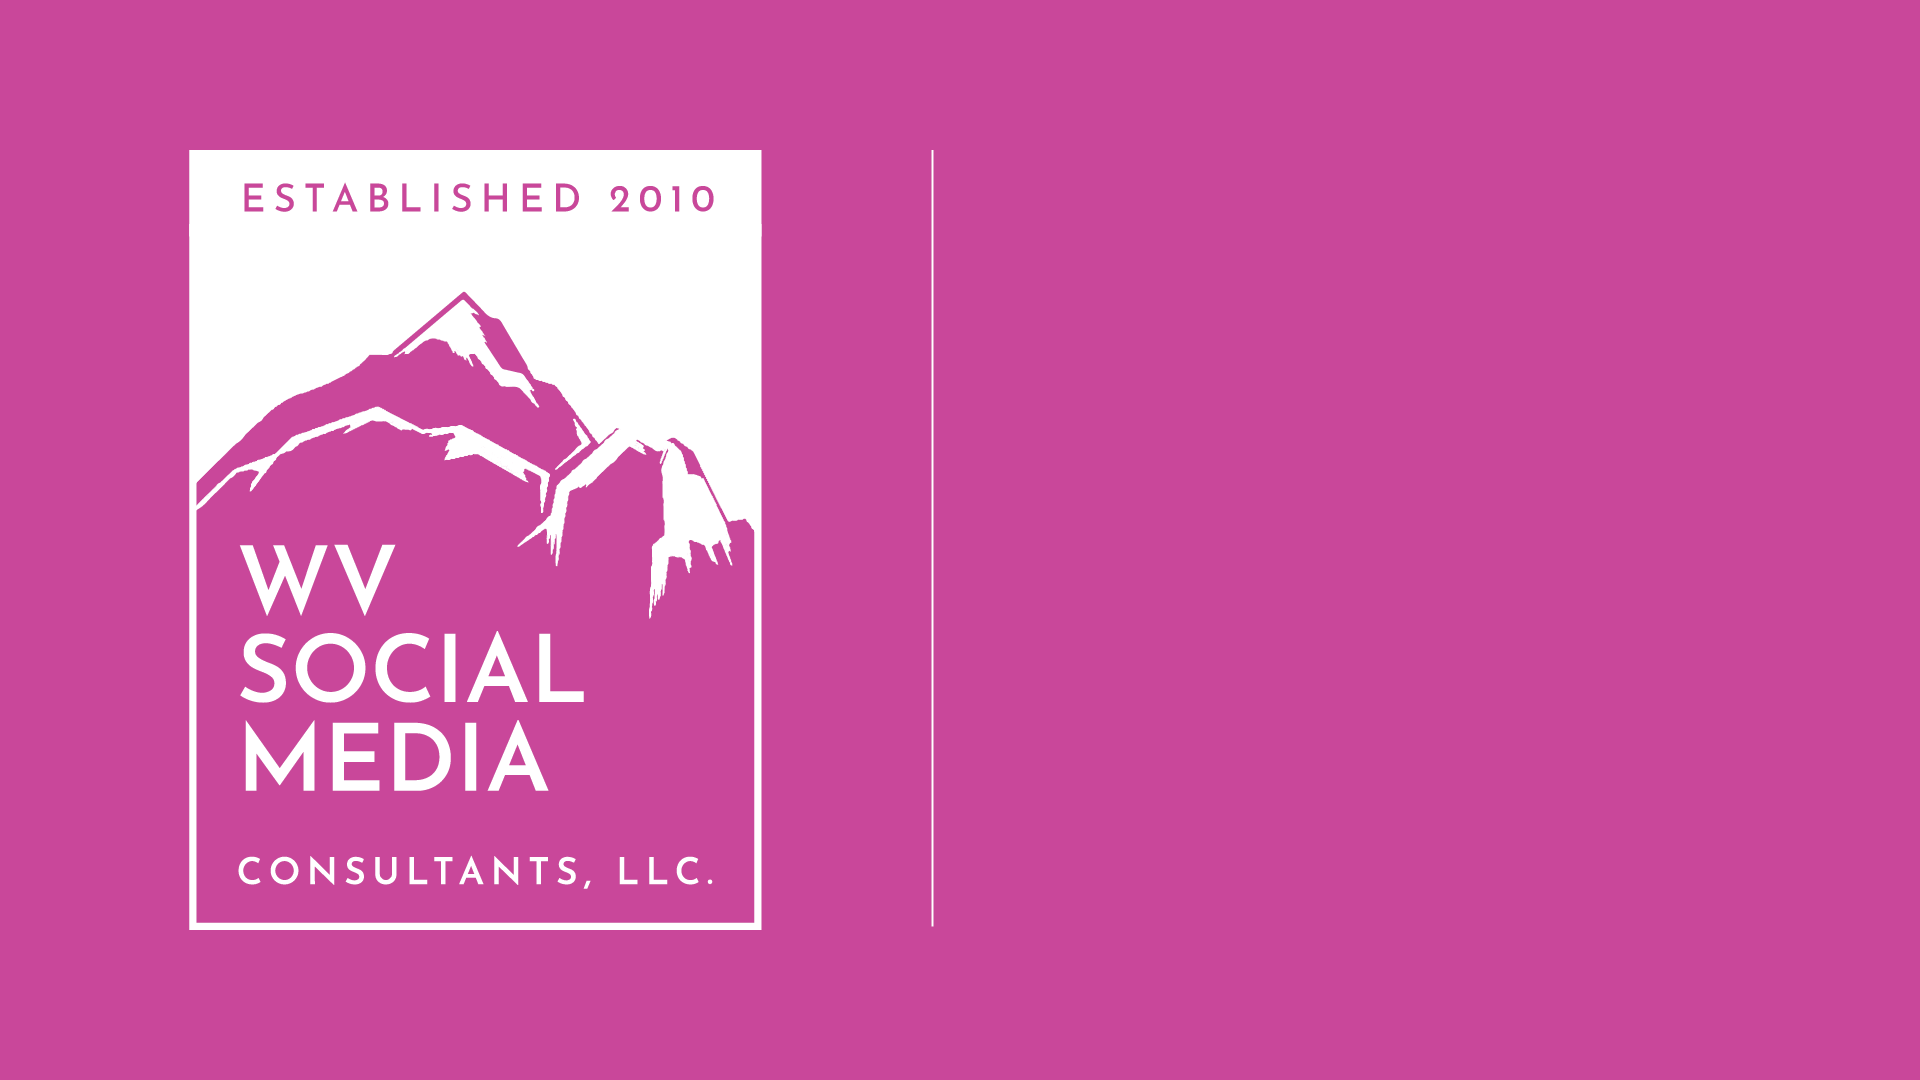 ESTABLISHED 2010
WV
SOCIAL
MEDIA
CONSULTANTS, LLC.